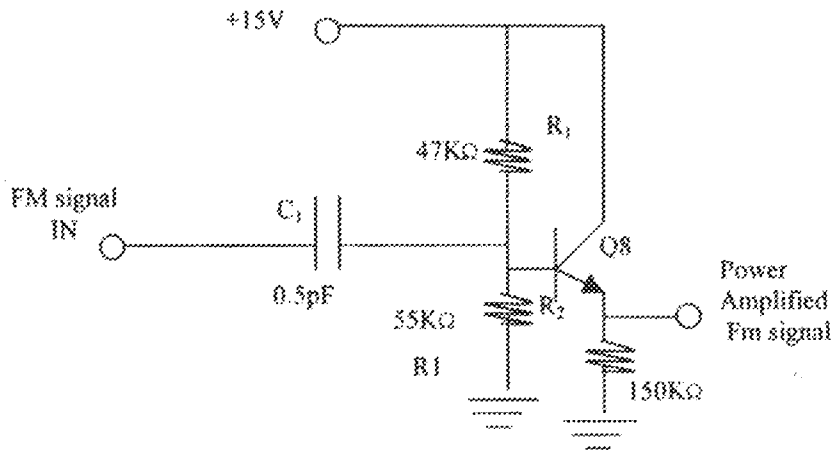 +15V
R₁
47KΩ
FM signal
IN
C₁
0.5pF
Q8
55KΩ
R₂
R1
Power
Amplified
Fm signal
150KΩ